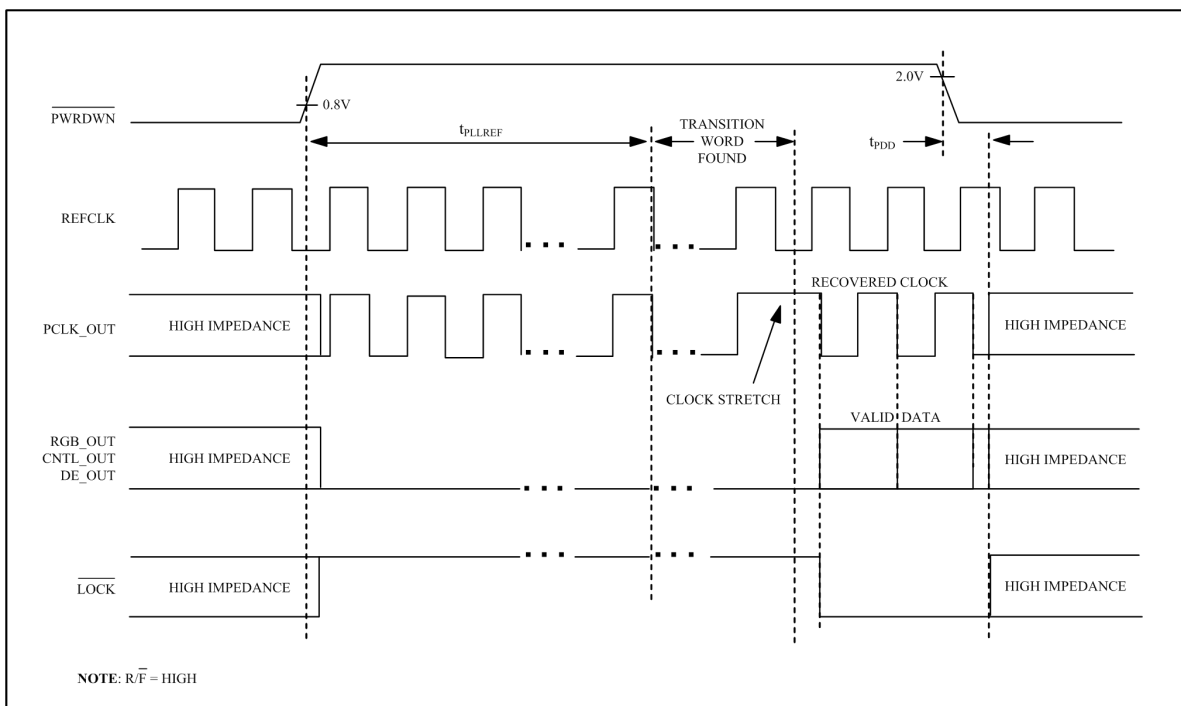 PWRDWN
0.8V
2.0V
tPLLREF
TRANSITION
WORD
FOUND
tPDD
REFCLK
RECOVERED CLOCK
PCLK_OUT
HIGH IMPEDANCE
HIGH IMPEDANCE
CLOCK STRETCH
VALID DATA
RGB_OUT
CNTL_OUT
DE_OUT
HIGH IMPEDANCE
HIGH IMPEDANCE
LOCK
HIGH IMPEDANCE
HIGH IMPEDANCE
NOTE: R/F = HIGH